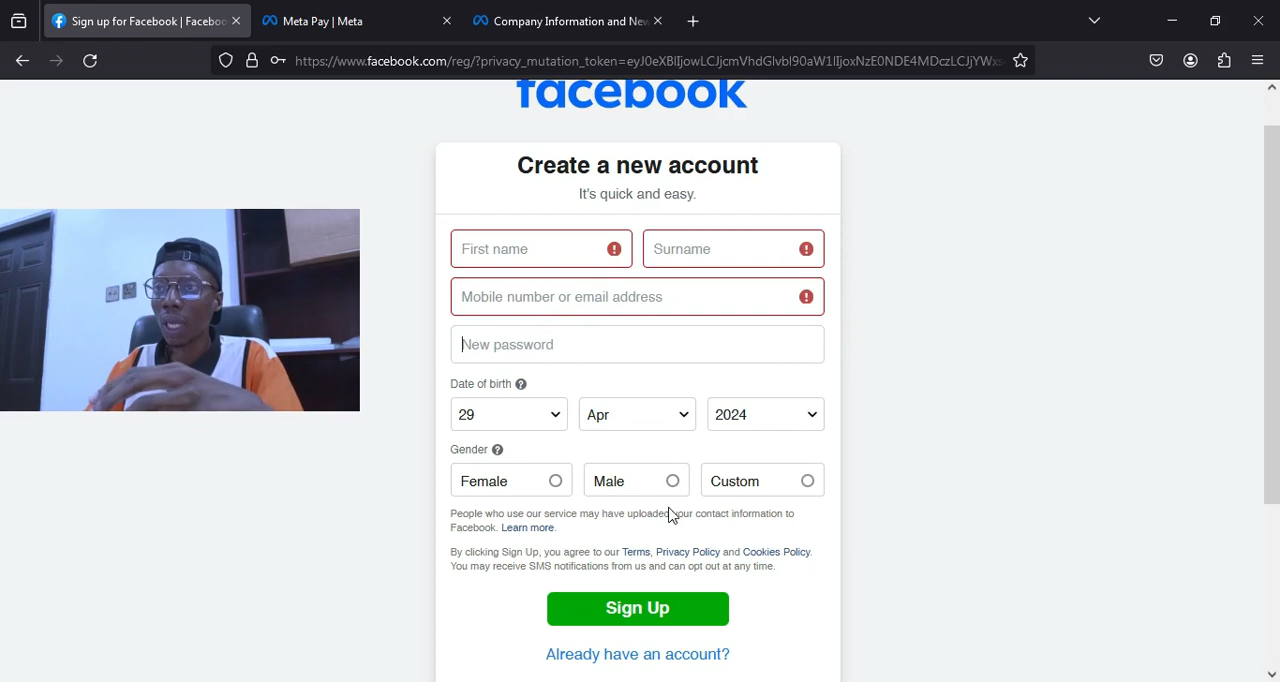 Sign up for Facebook | Faceboo
Meta Pay | Meta
Company Information and New
https://www.facebook.com/reg/?privacy_mutation_token=
facebook
Create a new account
It's quick and easy.
First name
Surname
Mobile number or email address
New password
Date of birth
29
Apr
2024
Gender
Female
Male
Custom
People who use our service may have uploaded your contact information to
Facebook. Learn more.
By clicking Sign Up, you agree to our Terms, Privacy Policy and Cookies Policy.
You may receive SMS notifications from us and can opt out at any time.
Sign Up
Already have an account?